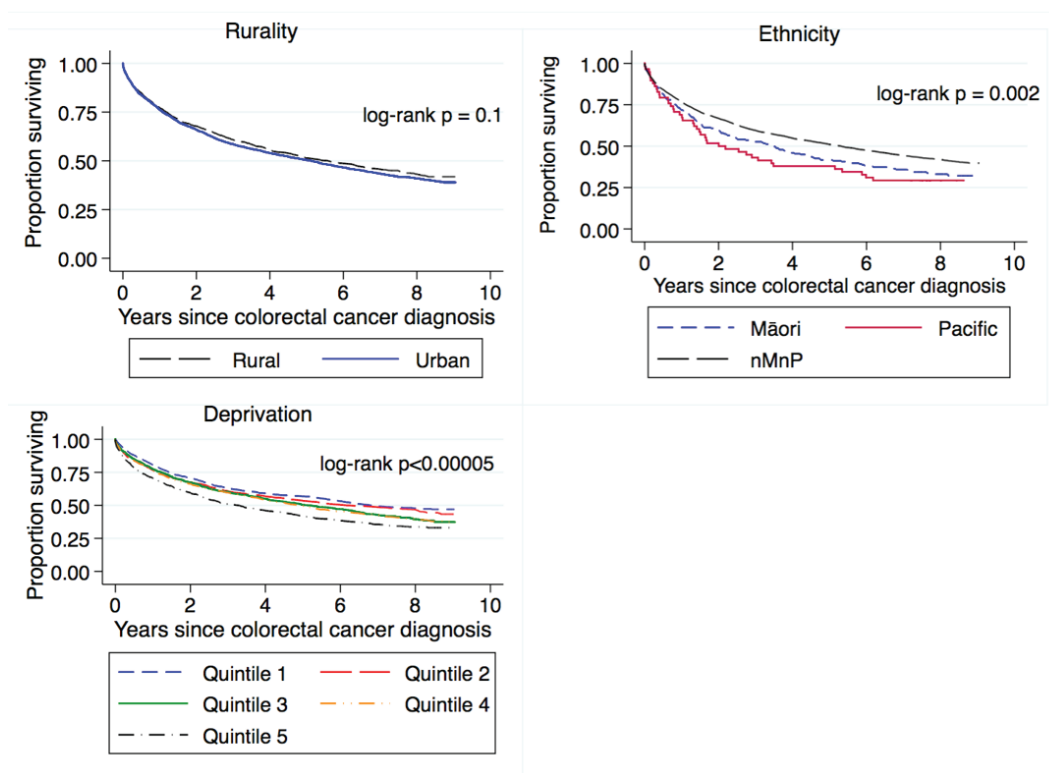 Rurality
Proportion surviving
1.00
0.75
0.50
0.25
0.00
log-rank p = 0.1
0 2 4 6 8 10
Years since colorectal cancer diagnosis
Rural Urban
Ethnicity
Proportion surviving
1.00
0.75
0.50
0.25
0.00
log-rank p = 0.002
0 2 4 6 8 10
Years since colorectal cancer diagnosis
Māori Pacific
nMnP
Deprivation
Proportion surviving
1.00
0.75
0.50
0.25
0.00
log-rank p<0.00005
0 2 4 6 8 10
Years since colorectal cancer diagnosis
Quintile 1 Quintile 2
Quintile 3 Quintile 4
Quintile 5